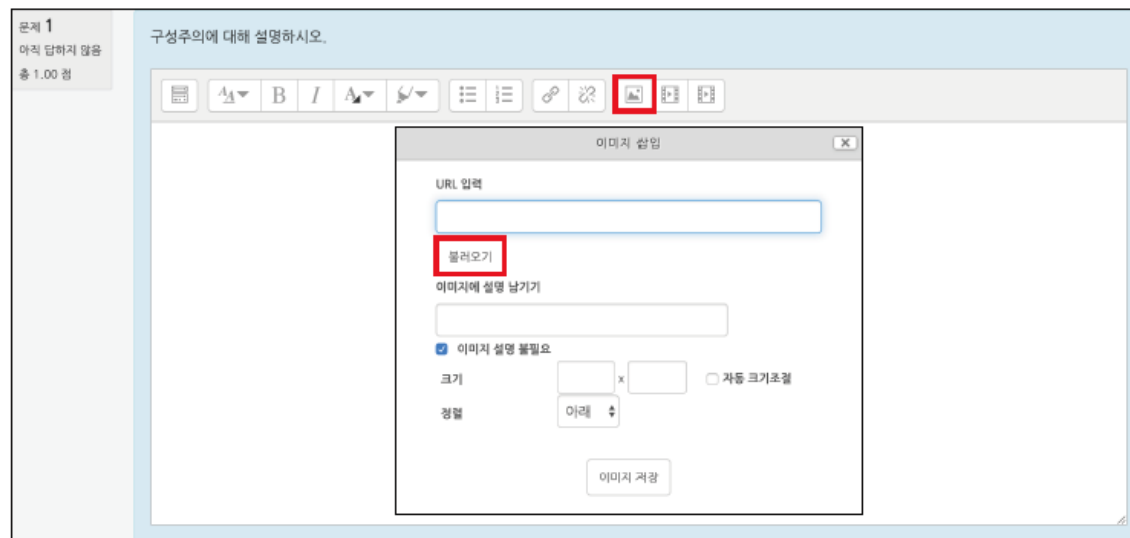 문제 1
아직 답하지 않음
총 1.00 점
구성주의에 대해 설명하시오.
이미지 삽입
URL 입력
불러오기
이미지에 설명 남기기
이미지 설명 불필요
크기 x 자동 크기조절
정렬 아래
이미지 저장